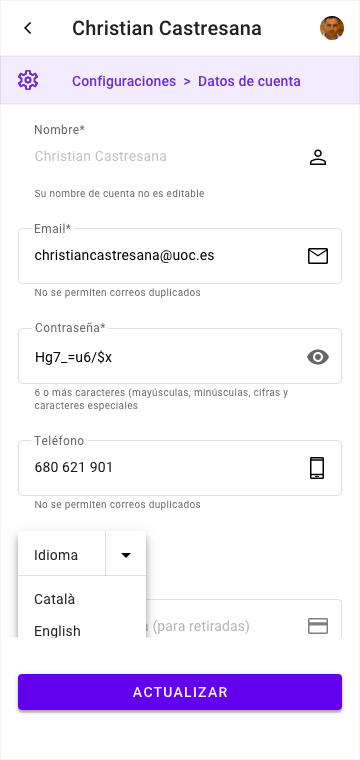 Christian Castresana
Configuraciones > Datos de cuenta
Nombre*
Christian Castresana
Su nombre de cuenta no es editable
Email*
christiancastresana@uoc.es
No se permiten correos duplicados
Contraseña*
Hg7_=u6/$x
6 o más caracteres (mayúsculas, minúsculas, cifras y
caracteres especiales
Teléfono
680 621 901
No se permiten correos duplicados
Idioma
Català
(para retiradas)
English
ACTUALIZAR